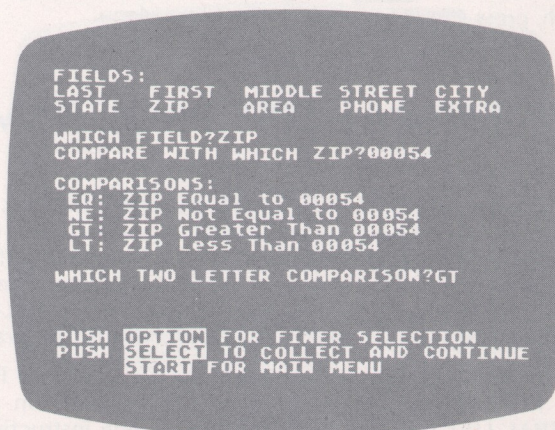 FIELDS:
LAST FIRST MIDDLE STREET CITY
STATE ZIP AREA PHONE EXTRA
WHICH FIELD?ZIP
COMPARE WITH WHICH ZIP?00054
COMPARISONS:
EQ: ZIP Equal to 00054
NE: ZIP Not Equal to 00054
GT: ZIP Greater Than 00054
LT: ZIP Less Than 00054
WHICH TWO LETTER COMPARISON?GT
PUSH OPTION FOR FINER SELECTION
PUSH SELECT TO COLLECT AND CONTINUE
START FOR MAIN MENU